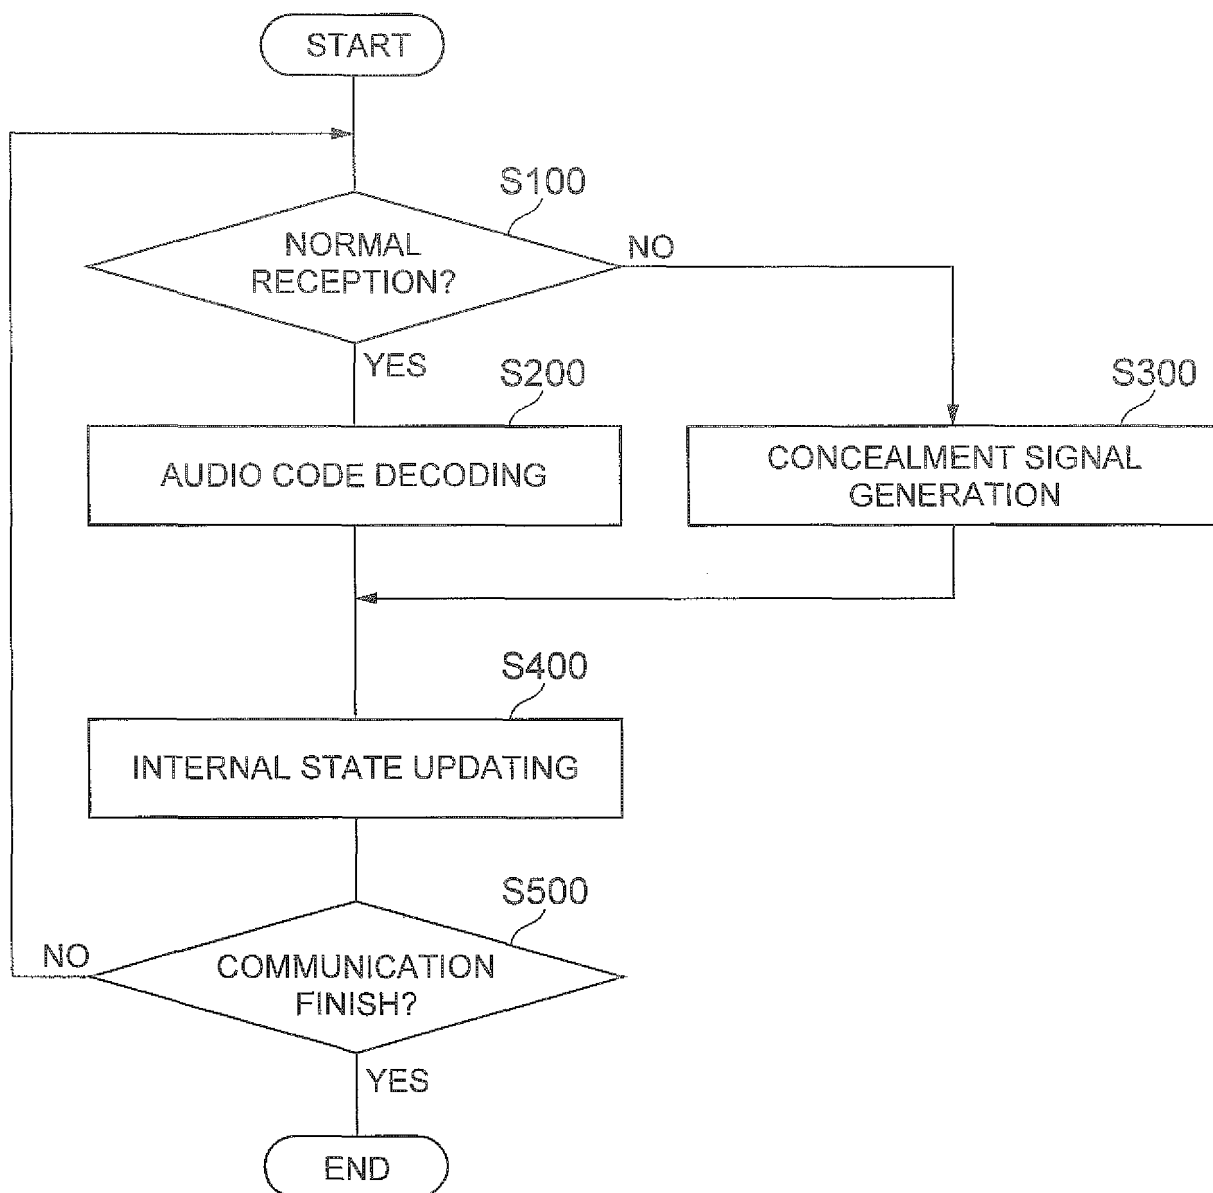 START
S100
NORMAL
RECEPTION?
NO
YES
S200
S300
AUDIO CODE DECODING
CONCEALMENT SIGNAL
GENERATION
S400
INTERNAL STATE UPDATING
S500
NO
COMMUNICATION
FINISH?
YES
END